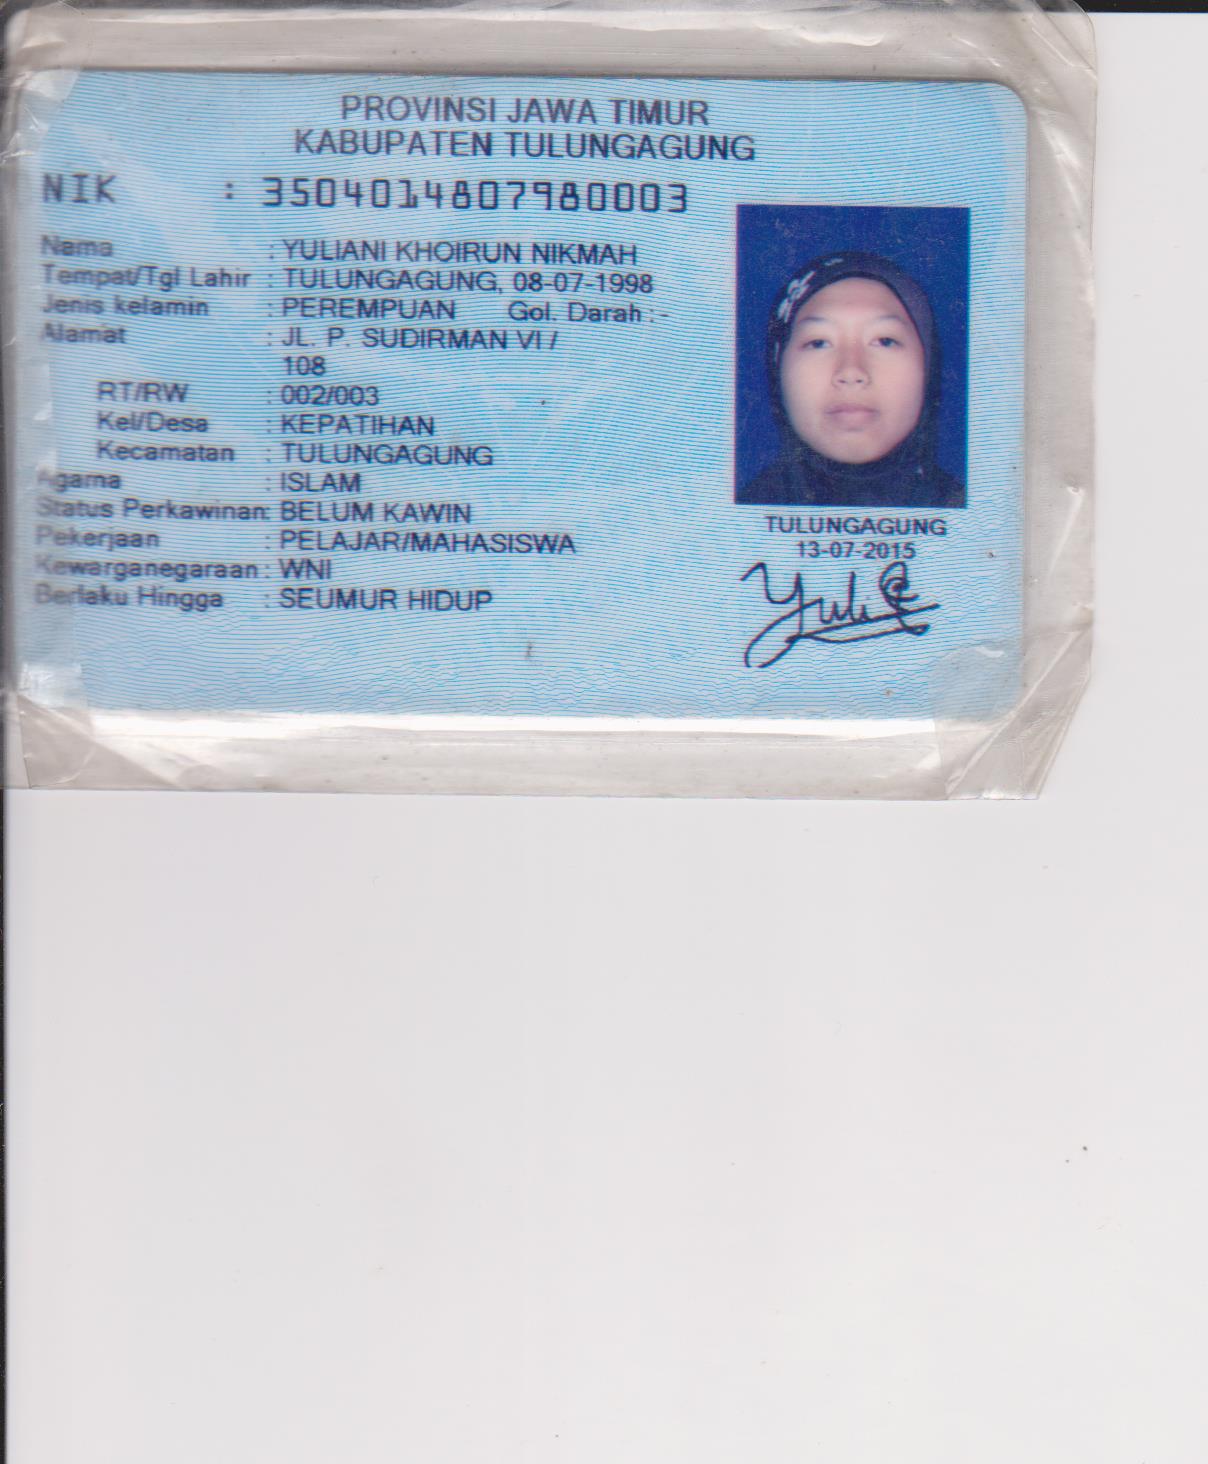 PROVINSI JAWA TIMUR
KABUPATEN TULUNGAGUNG
NIK : 3504014807980003
Nama : YULIANI KHOIRUN NIKMAH
Tempat/Tgl Lahir : TULUNGAGUNG, 08-07-1998
Jenis kelamin : PEREMPUAN Gol. Darah : -
Alamat : JL. P. SUDIRMAN VI /
108
RT/RW : 002/003
Kel/Desa : KEPATIHAN
Kecamatan : TULUNGAGUNG
Agama : ISLAM
Status Perkawinan: BELUM KAWIN
Pekerjaan : PELAJAR/MAHASISWA
Kewarganegaraan : WNI
Berlaku Hingga : SEUMUR HIDUP
TULUNGAGUNG
13-07-2015